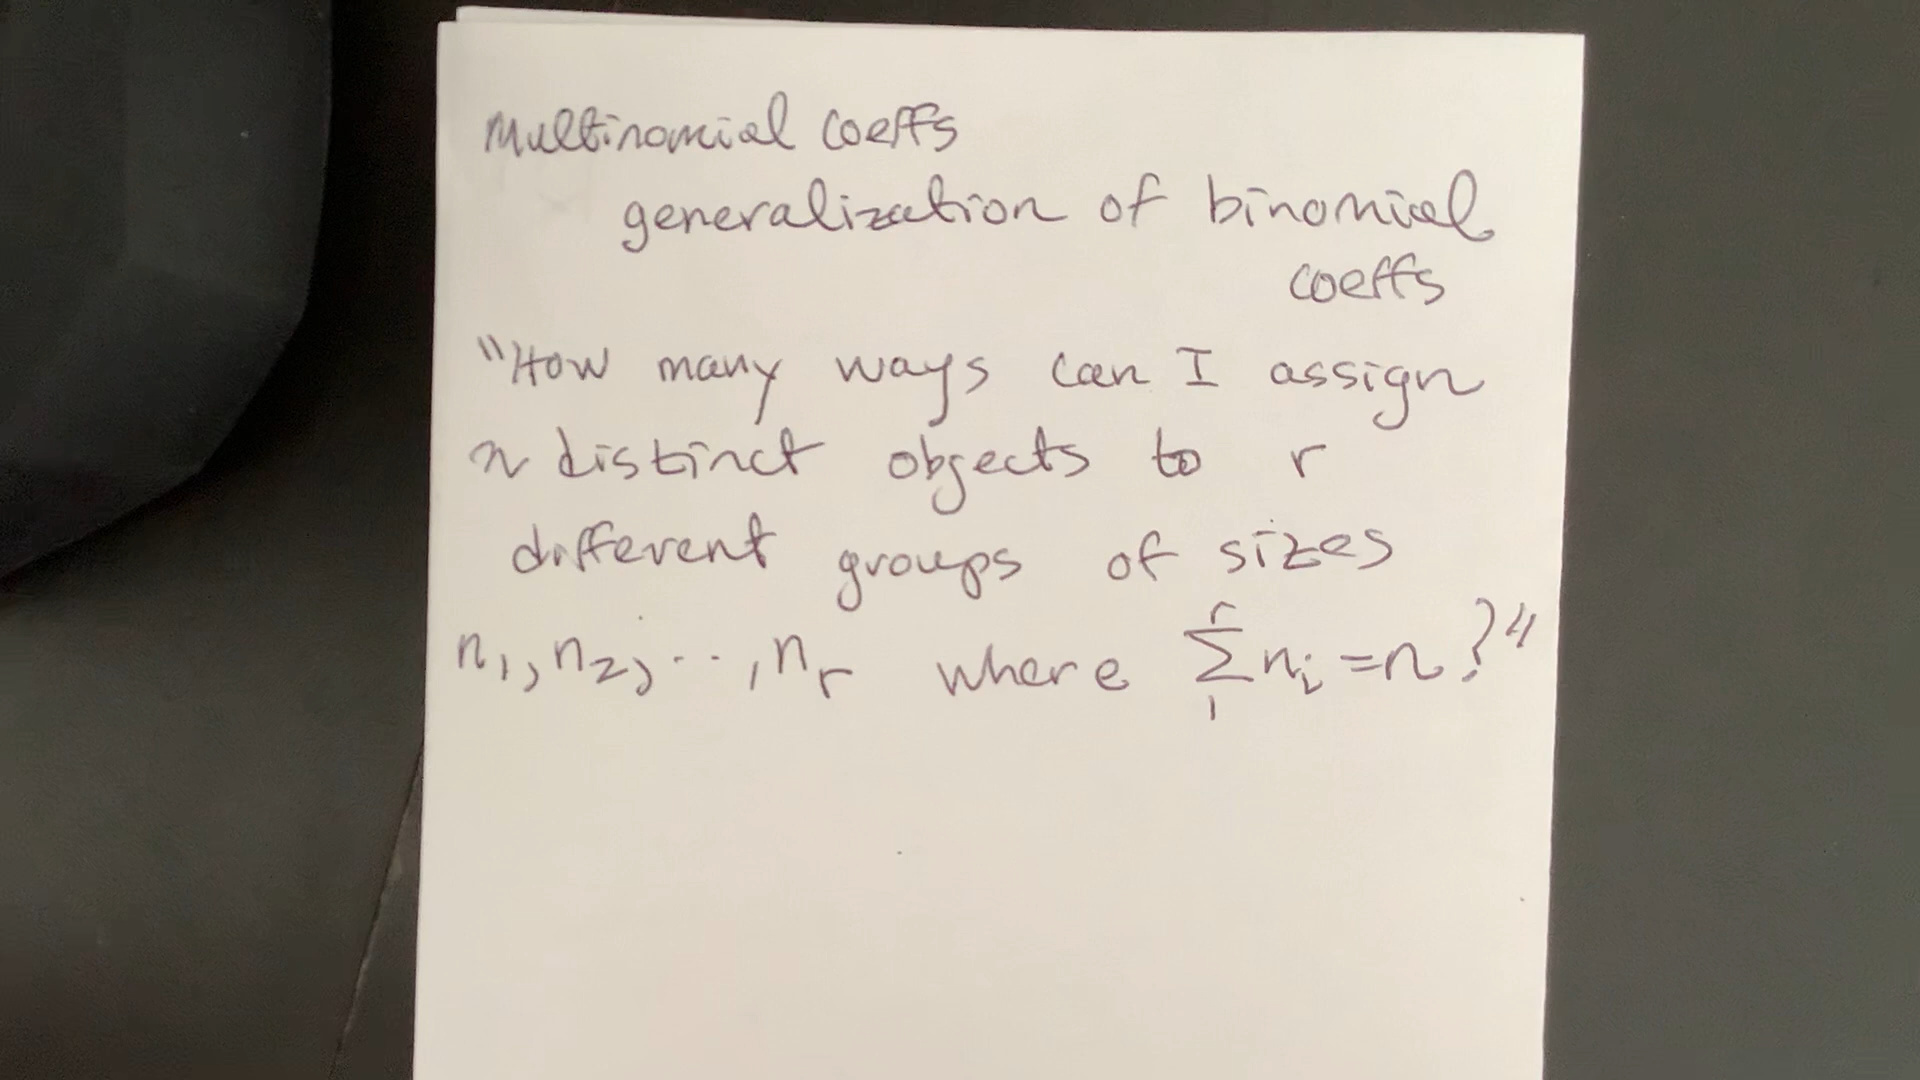 Multinomial coeffs
generalization of binomial
coeffs
"How many ways can I assign
n distinct objects to r
different groups of sizes
n₁, n₂, ..., nᵣ where Σ₁ʳ nᵢ = n?"